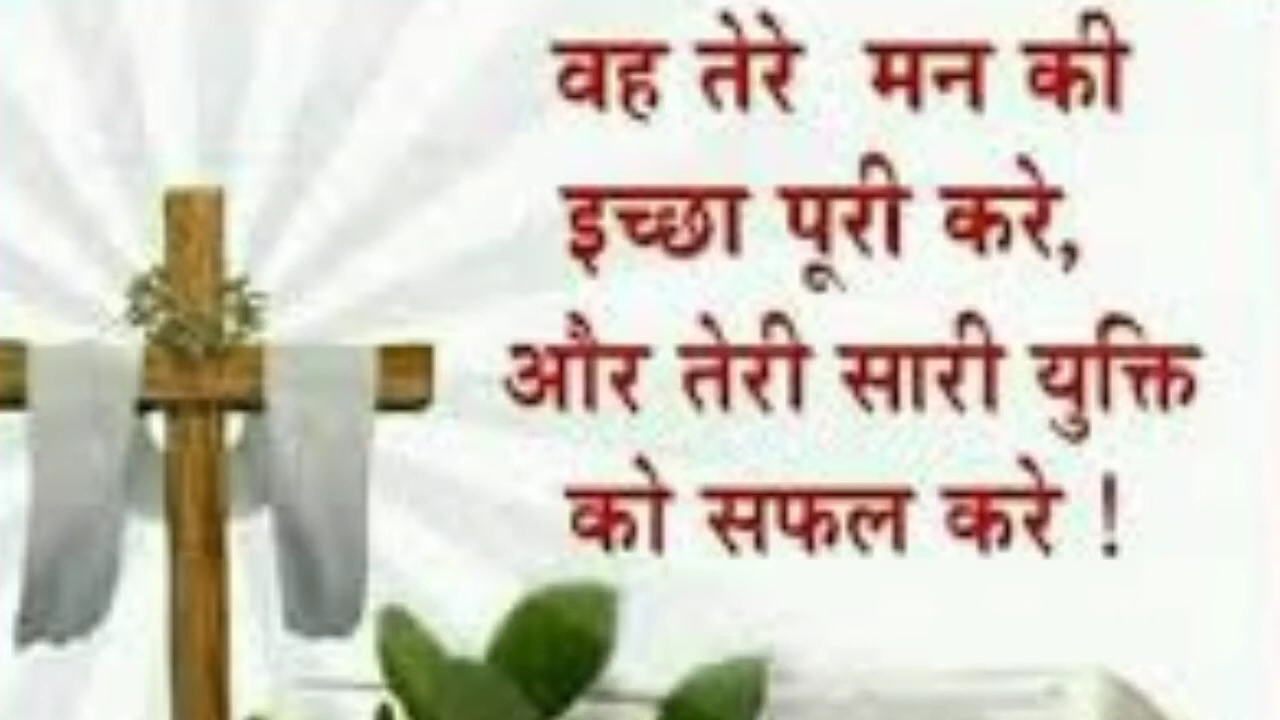 वह तेरे मन की
इच्छा पूरी करे,
और तेरी सारी युक्ति
को सफल करे !